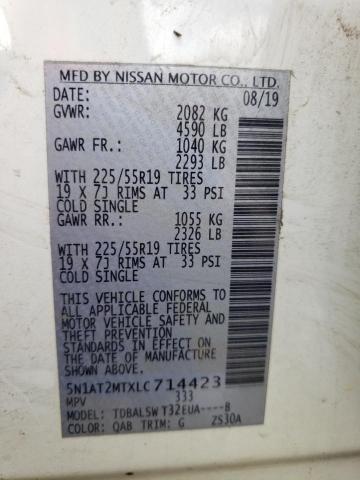 MFD BY NISSAN MOTOR CO., LTD.
DATE: 08/19
GVWR: 2082 KG
4590 LB
GAWR FR.: 1040 KG
2293 LB
WITH 225/55R19 TIRES
19 X 7J RIMS AT 33 PSI
COLD SINGLE
GAWR RR.: 1055 KG
2326 LB
WITH 225/55R19 TIRES
19 X 7J RIMS AT 33 PSI
COLD SINGLE
THIS VEHICLE CONFORMS TO
ALL APPLICABLE FEDERAL
MOTOR VEHICLE SAFETY AND
THEFT PREVENTION
STANDARDS IN EFFECT ON
THE DATE OF MANUFACTURE
SHOWN ABOVE.
5N1AT2MTXLC714423
MPV 333
MODEL: TDBALSW T32EUA----B
COLOR: QAB TRIM: G ZS30A